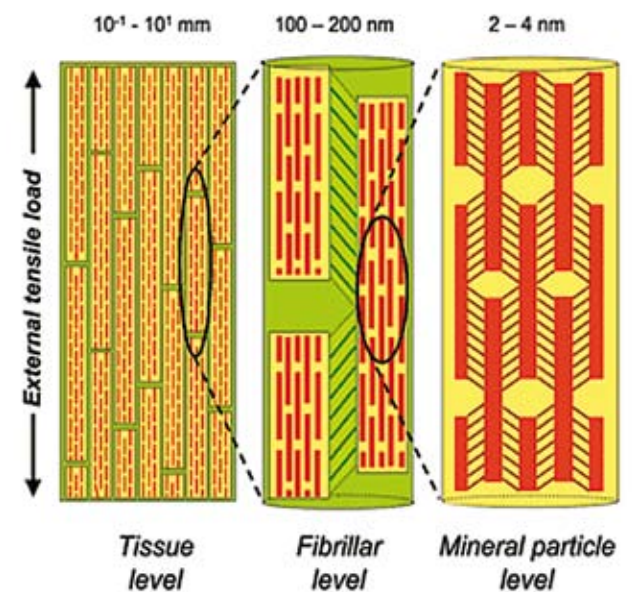 10⁻¹ - 10¹ mm
100 – 200 nm
2 – 4 nm
External tensile load
Tissue
level
Fibrillar
level
Mineral particle
level